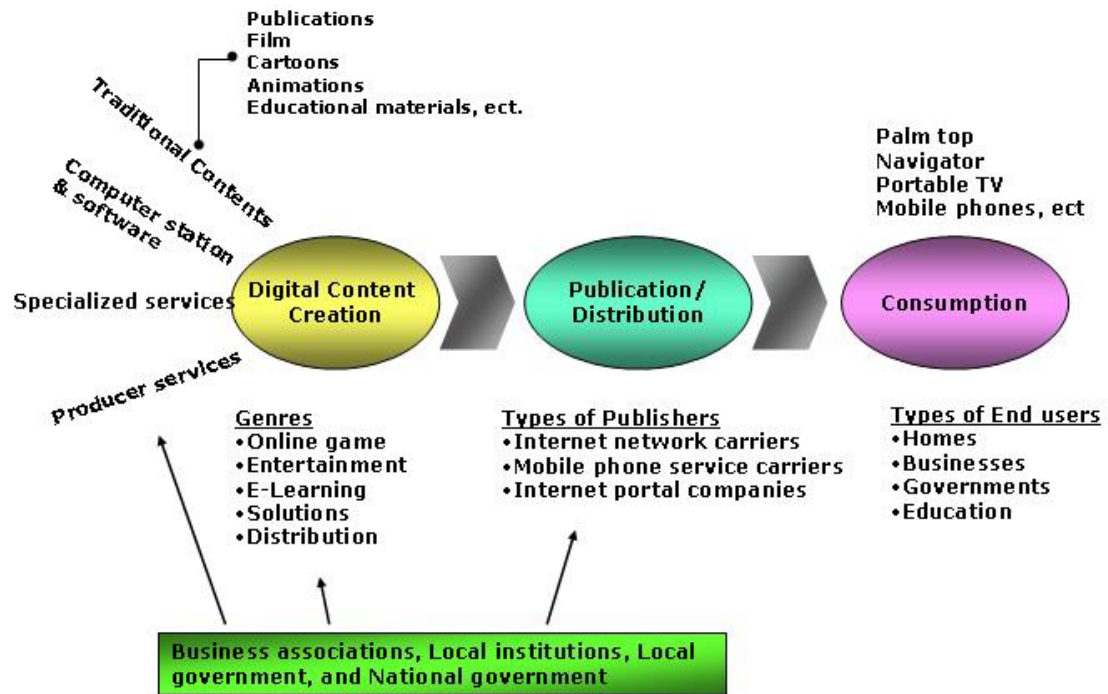 Publications
Film
Cartoons
Animations
Educational materials, ect.
Traditional Contents
Computer station
& software
Specialized services
Producer services
Digital Content
Creation
Publication/
Distribution
Palm top
Navigator
Portable TV
Mobile phones, ect
Consumption
Genres
•Online game
•Entertainment
•E-Learning
•Solutions
•Distribution
Types of Publishers
•Internet network carriers
•Mobile phone service carriers
•Internet portal companies
Types of End users
•Homes
•Businesses
•Governments
•Education
Business associations, Local institutions, Local
government, and National government